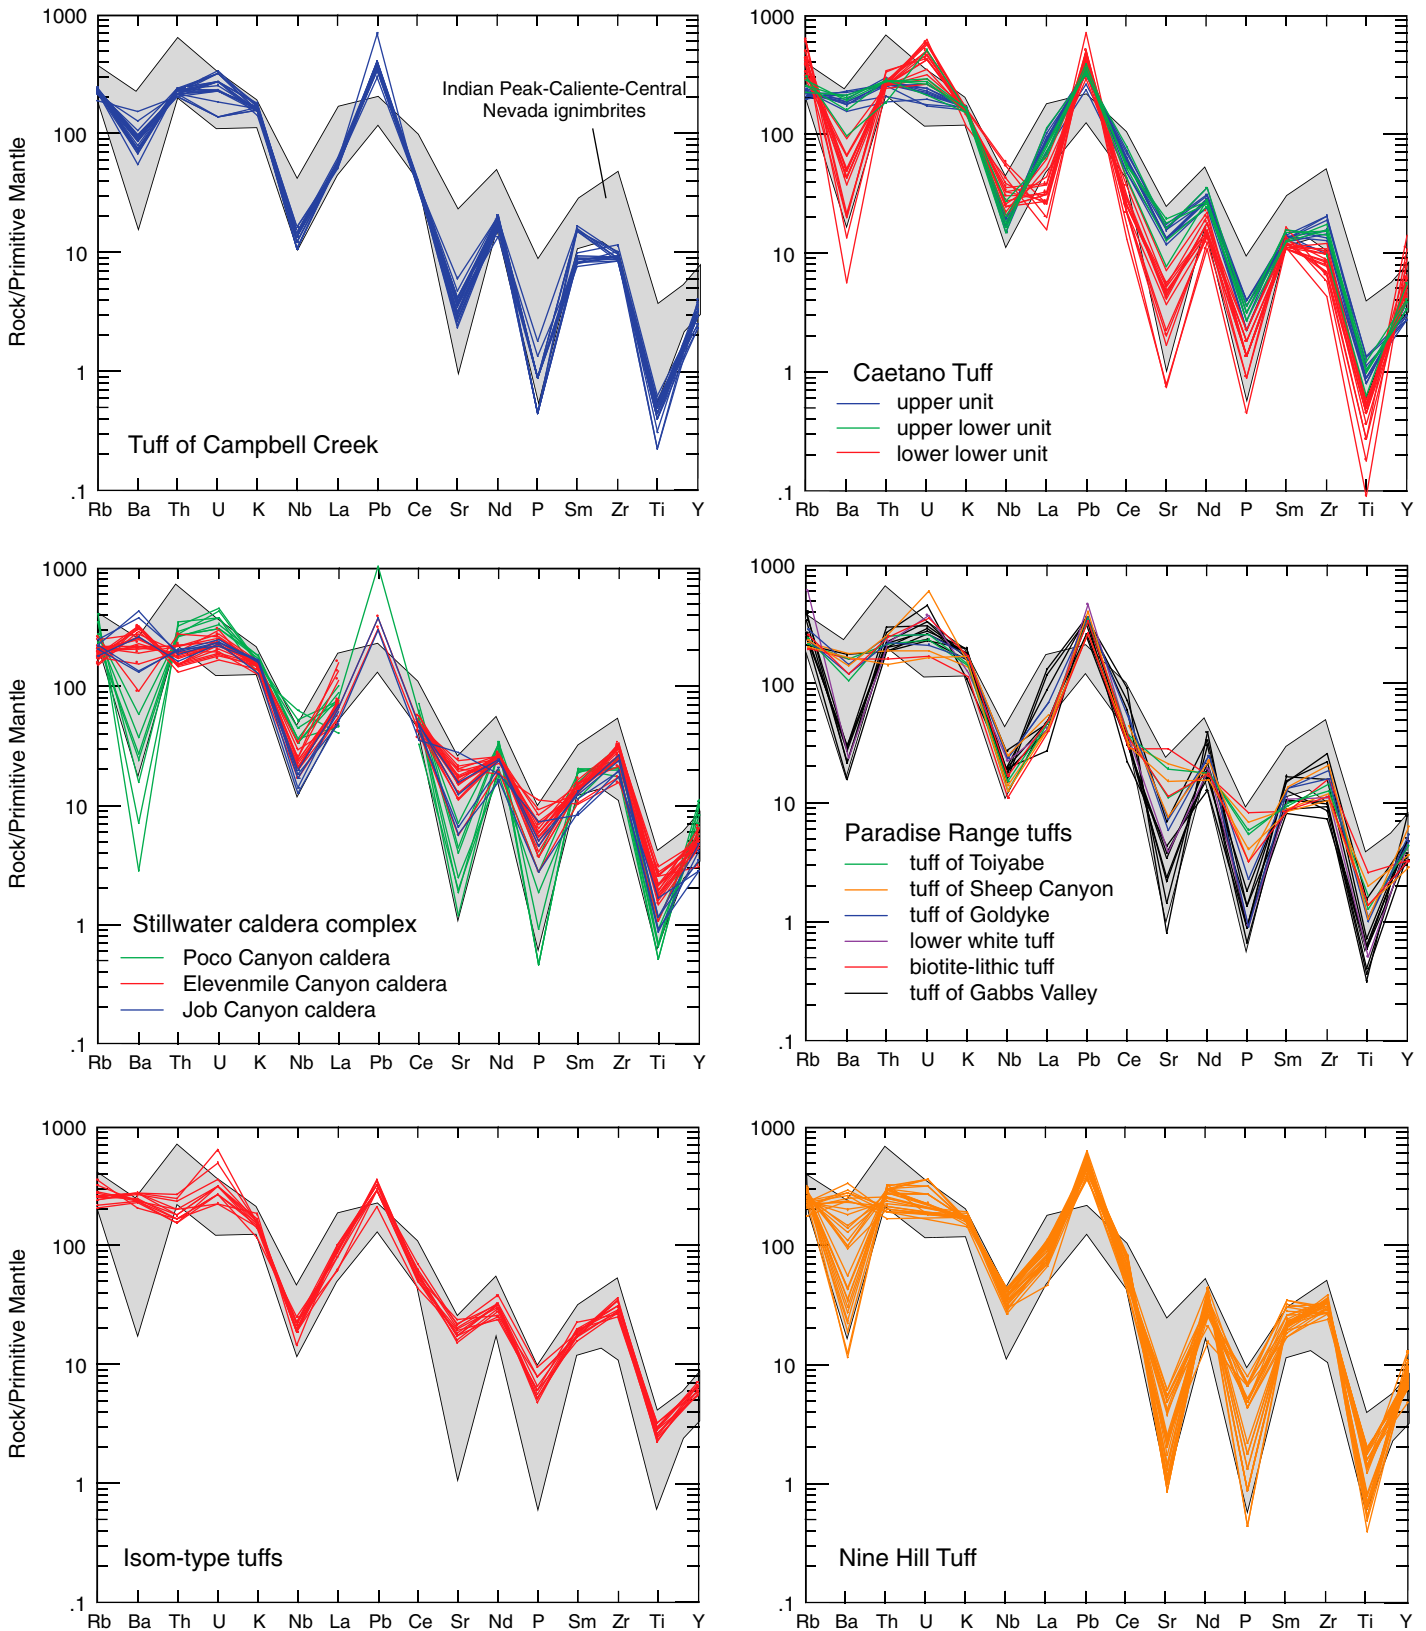 1000
100
10
1
.1
Rock/Primitive Mantle
Indian Peak-Caliente-Central
Nevada ignimbrites
Tuff of Campbell Creek
Rb Ba Th U K Nb La Pb Ce Sr Nd P Sm Zr Ti Y
1000
100
10
1
.1
Caetano Tuff
upper unit
upper lower unit
lower lower unit
Rb Ba Th U K Nb La Pb Ce Sr Nd P Sm Zr Ti Y
1000
100
10
1
.1
Rock/Primitive Mantle
Stillwater caldera complex
Poco Canyon caldera
Elevenmile Canyon caldera
Job Canyon caldera
Rb Ba Th U K Nb La Pb Ce Sr Nd P Sm Zr Ti Y
1000
100
10
1
.1
Paradise Range tuffs
tuff of Toiyabe
tuff of Sheep Canyon
tuff of Goldyke
lower white tuff
biotite-lithic tuff
tuff of Gabbs Valley
Rb Ba Th U K Nb La Pb Ce Sr Nd P Sm Zr Ti Y
1000
100
10
1
.1
Rock/Primitive Mantle
Isom-type tuffs
Rb Ba Th U K Nb La Pb Ce Sr Nd P Sm Zr Ti Y
1000
100
10
1
.1
Nine Hill Tuff
Rb Ba Th U K Nb La Pb Ce Sr Nd P Sm Zr Ti Y